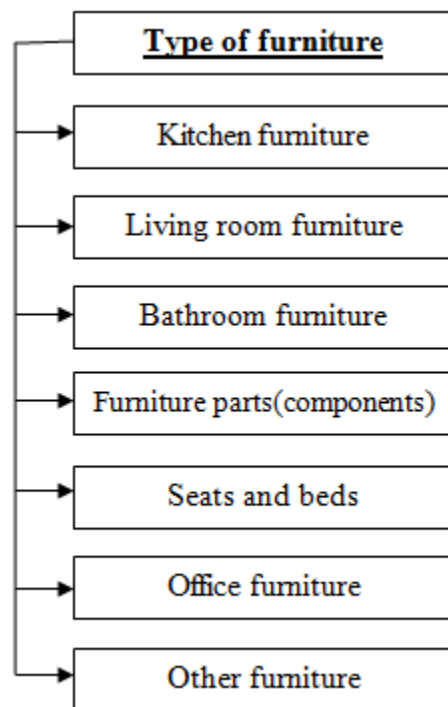 Type of furniture
Kitchen furniture
Living room furniture
Bathroom furniture
Furniture parts(components)
Seats and beds
Office furniture
Other furniture